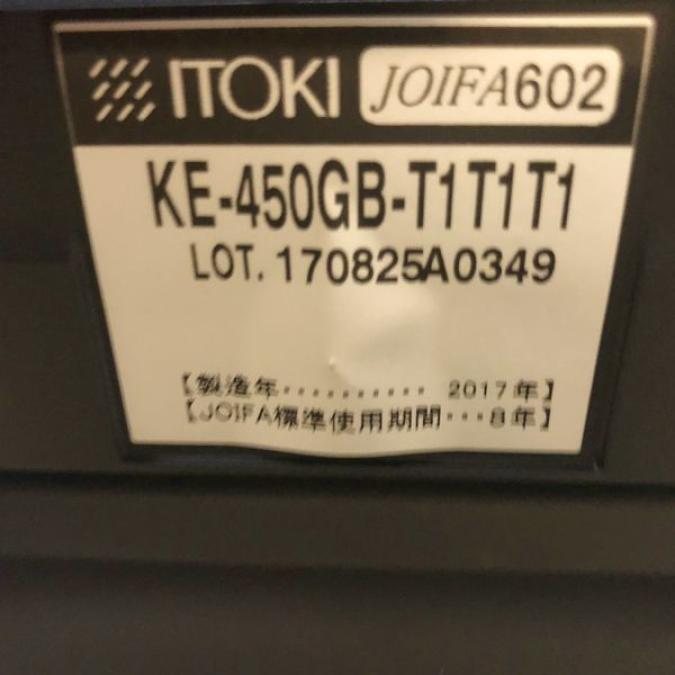 ITOKI JOIFA602
KE-450GB-T1T1T1
LOT. 170825A0349
【製造年・・・・・・・・・・ 2017年】
【JOIFA標準使用期間・・・8年】